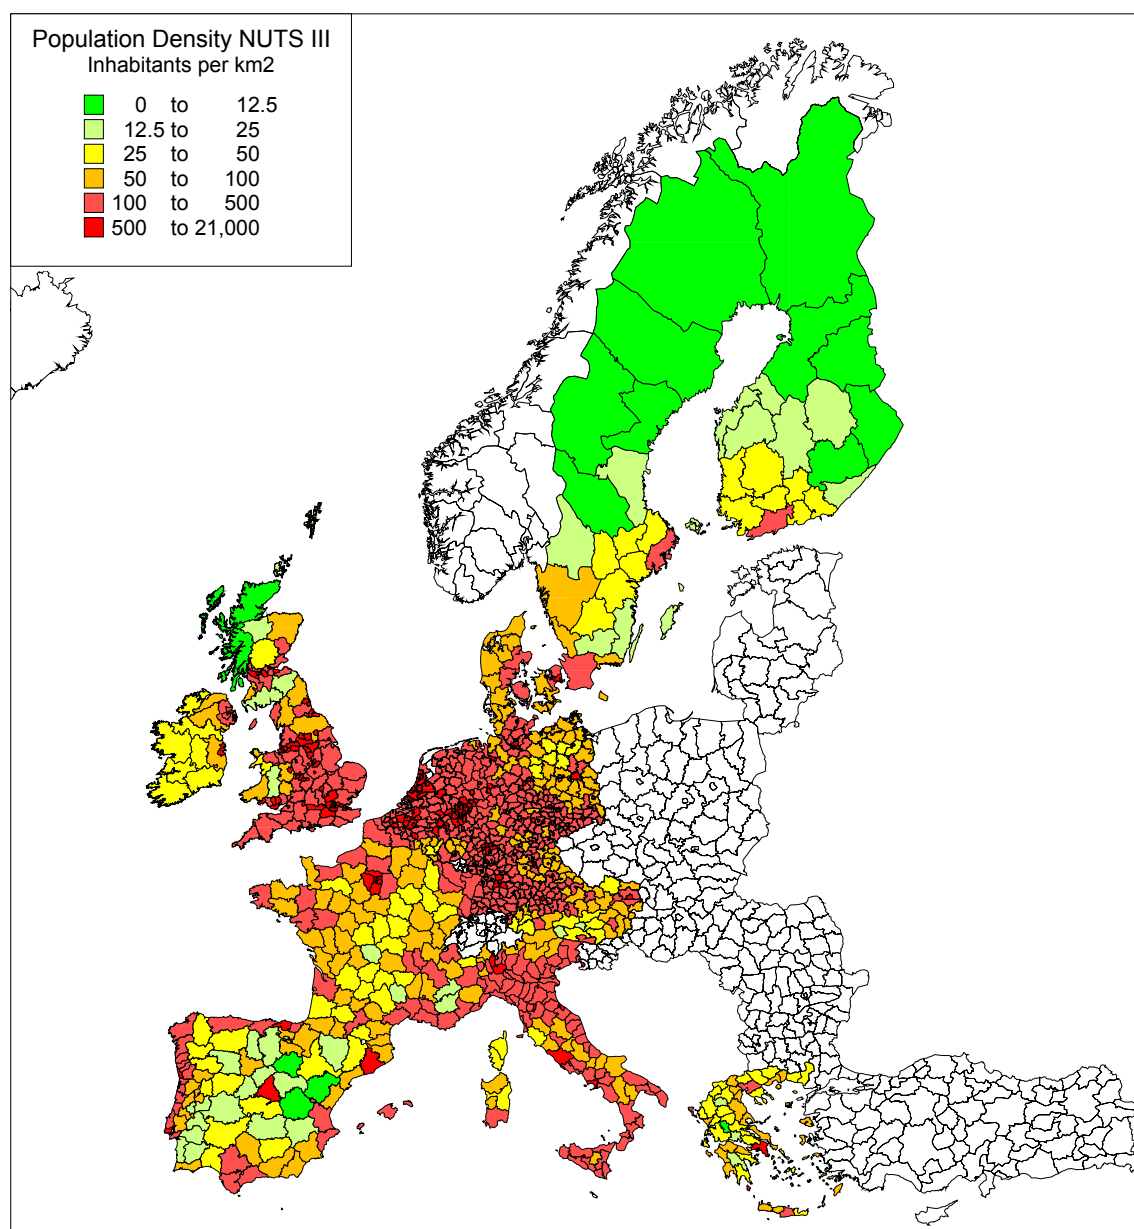 Population Density NUTS III
Inhabitants per km2
0 to 12.5
12.5 to 25
25 to 50
50 to 100
100 to 500
500 to 21,000